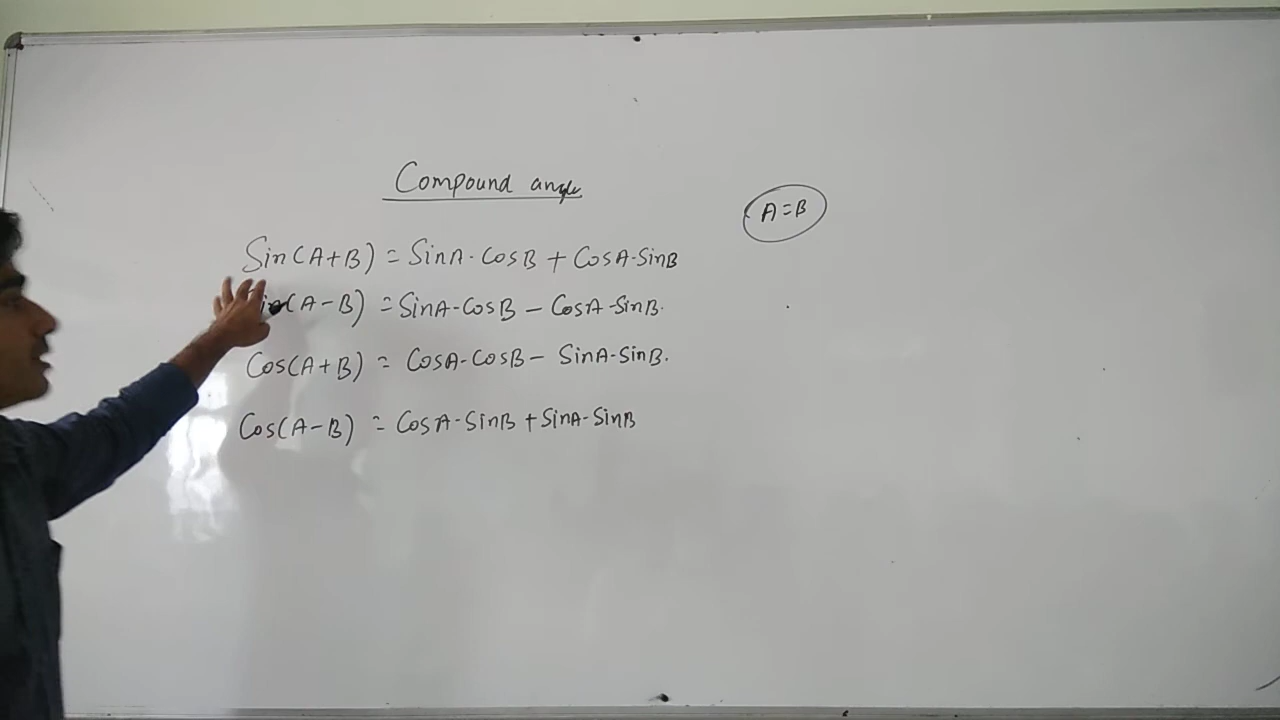 Compound angle
A=B
Sin(A+B) = SinA·CosB + CosA·SinB
Sin(A-B) = SinA·CosB - CosA·SinB.
Cos(A+B) = CosA·CosB - SinA·SinB.
Cos(A-B) = CosA·SinB + SinA·SinB